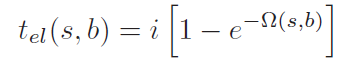 t_{el}(s, b) = i [1 − e^{−Ω(s,b)}]